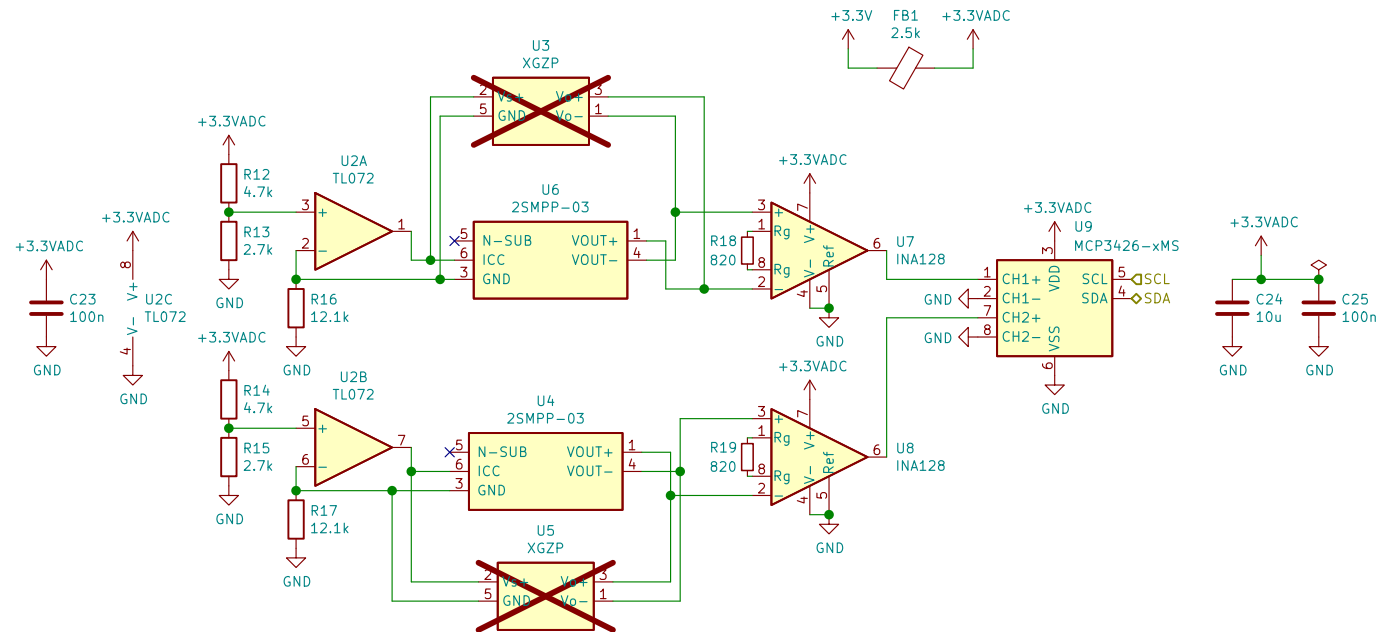 +3.3V FB1 +3.3VADC
2.5k
U3
XGZP
2 Vs+ Vo+ 3
5 GND Vo- 1
+3.3VADC
R12
4.7k
R13
2.7k
GND
U2A
TL072
3 +
2 -
1
R16
12.1k
GND
U6
2SMPP-03
5 N-SUB VOUT+ 1
6 ICC VOUT- 4
3 GND
+3.3VADC
3 +
1 Rg
8 Rg
2 -
7 V+
4 V-
5 Ref
6
R18
820
U7
INA128
GND
+3.3VADC
C23
100n
GND
+3.3VADC
8 V+
4 V-
U2C
TL072
GND
+3.3VADC
U9
MCP3426-xMS
3 VDD
1 CH1+ SCL 5 SCL
2 CH1- SDA 4 SDA
7 CH2+
8 CH2-
VSS
6
GND
GND
GND
+3.3VADC
C24
10u
GND
C25
100n
GND
+3.3VADC
R14
4.7k
R15
2.7k
GND
U2B
TL072
5 +
6 -
7
R17
12.1k
GND
U4
2SMPP-03
5 N-SUB VOUT+ 1
6 ICC VOUT- 4
3 GND
+3.3VADC
3 +
1 Rg
8 Rg
2 -
7 V+
4 V-
5 Ref
6
R19
820
U8
INA128
GND
U5
XGZP
2 Vs+ Vo+ 3
5 GND Vo- 1